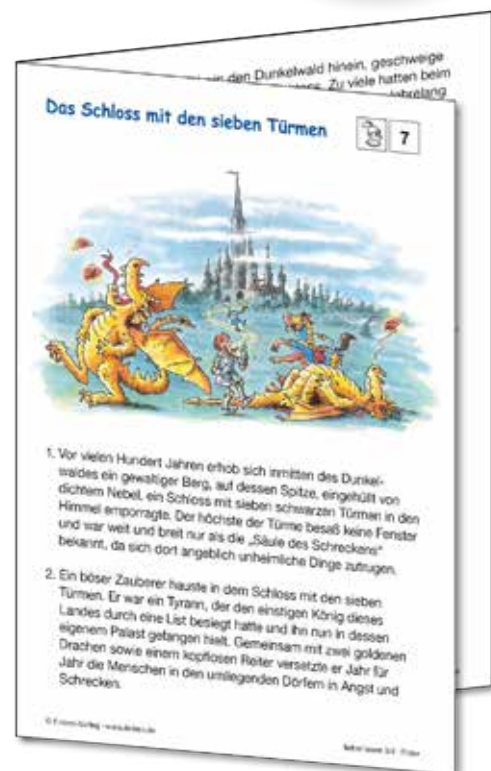 in den Dunkelwald hinein, geschweige
Zu viele hatten beim
jahrelang
Das Schloss mit den sieben Türmen
7
1. Vor vielen Hundert Jahren erhob sich inmitten des Dunkel-
waldes ein gewaltiger Berg, auf dessen Spitze, eingehüllt von
dichtem Nebel, ein Schloss mit sieben schwarzen Türmen in den
Himmel emporragte. Der höchste der Türme besaß keine Fenster
und war weit und breit nur als die „Säule des Schreckens“
bekannt, da sich dort angeblich unheimliche Dinge zutrugen.
2. Ein böser Zauberer hauste in dem Schloss mit den sieben
Türmen. Er war ein Tyrann, der den einstigen König dieses
Landes durch eine List besiegt hatte und ihn nun in dessen
eigenem Palast gefangen hielt. Gemeinsam mit zwei goldenen
Drachen sowie einem kopflosen Reiter versetzte er Jahr für
Jahr die Menschen in den umliegenden Dörfern in Angst und
Schrecken.